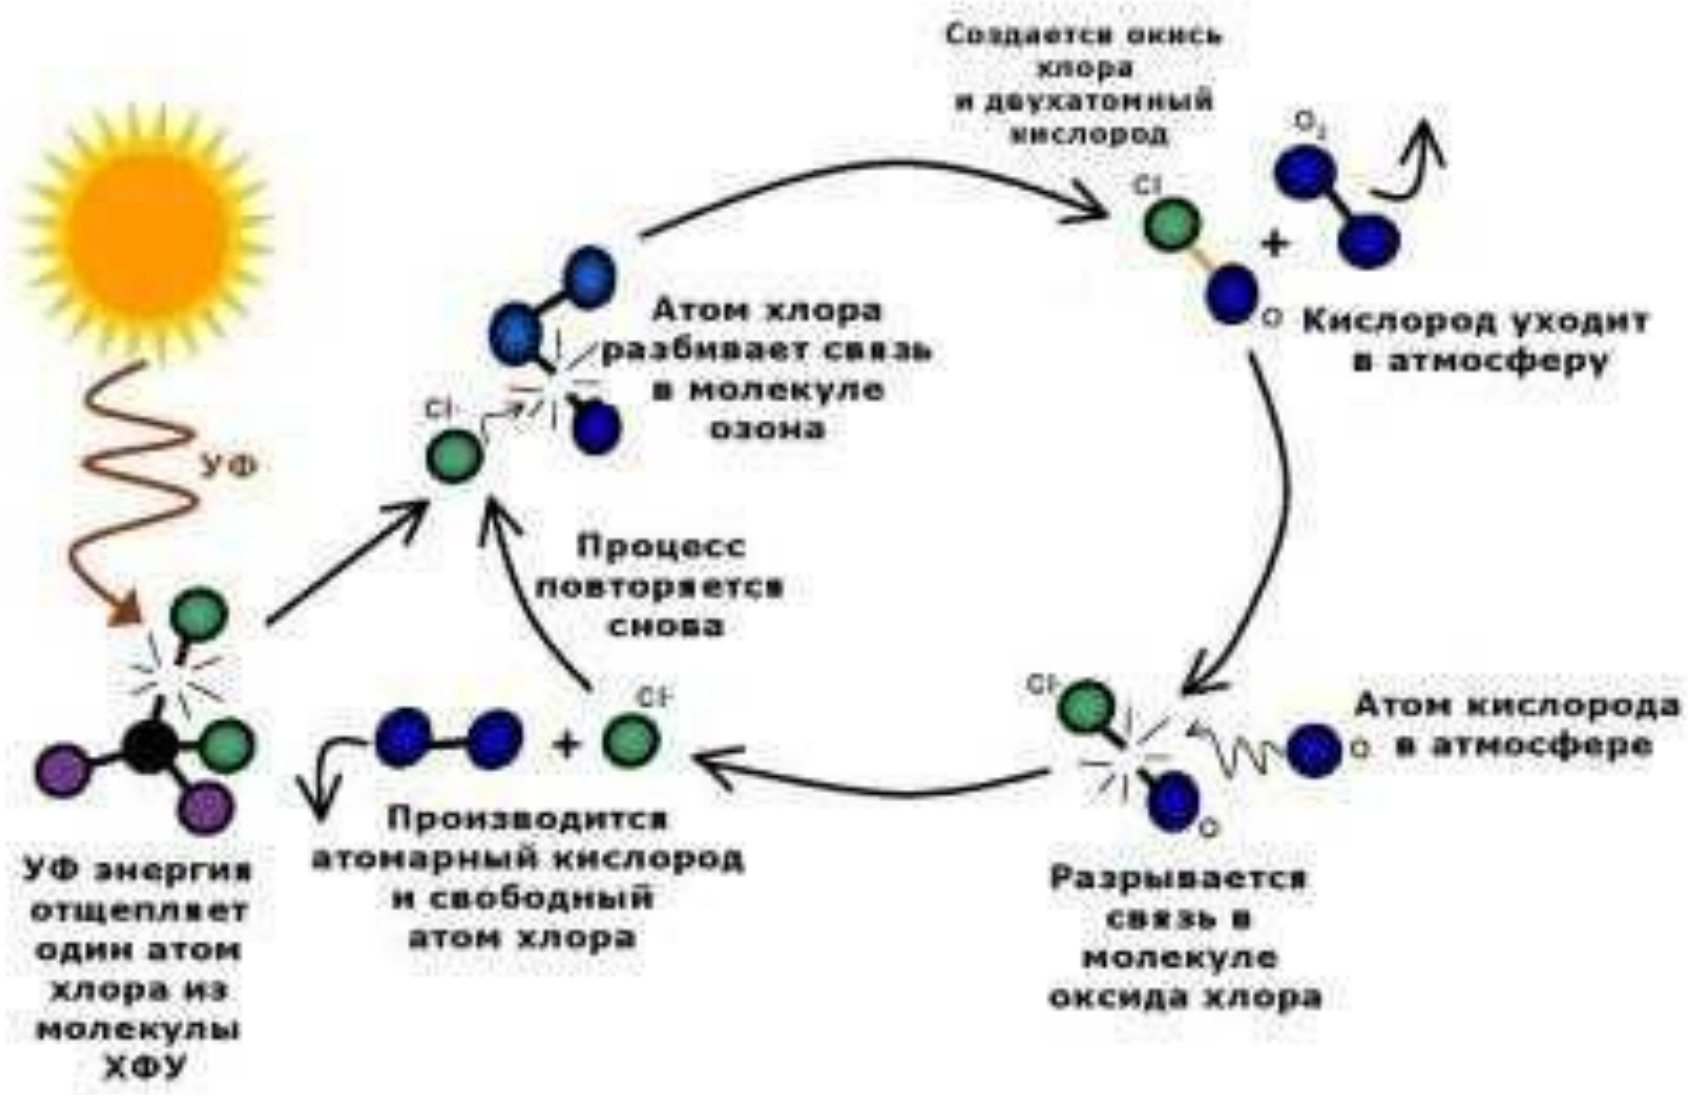 Создается окись
хлора
и двухатомный
кислород
O₂
Cl
O
Кислород уходит
в атмосферу
Атом хлора
разбивает связь
в молекуле
озона
Cl·
УФ
Процесс
повторяется
снова
Cl·
Cl·
O
O
Атом кислорода
в атмосфере
Производится
атомарный кислород
и свободный
атом хлора
Разрывается
связь в
молекуле
оксида хлора
УФ энергия
отщепляет
один атом
хлора из
молекулы
ХФУ